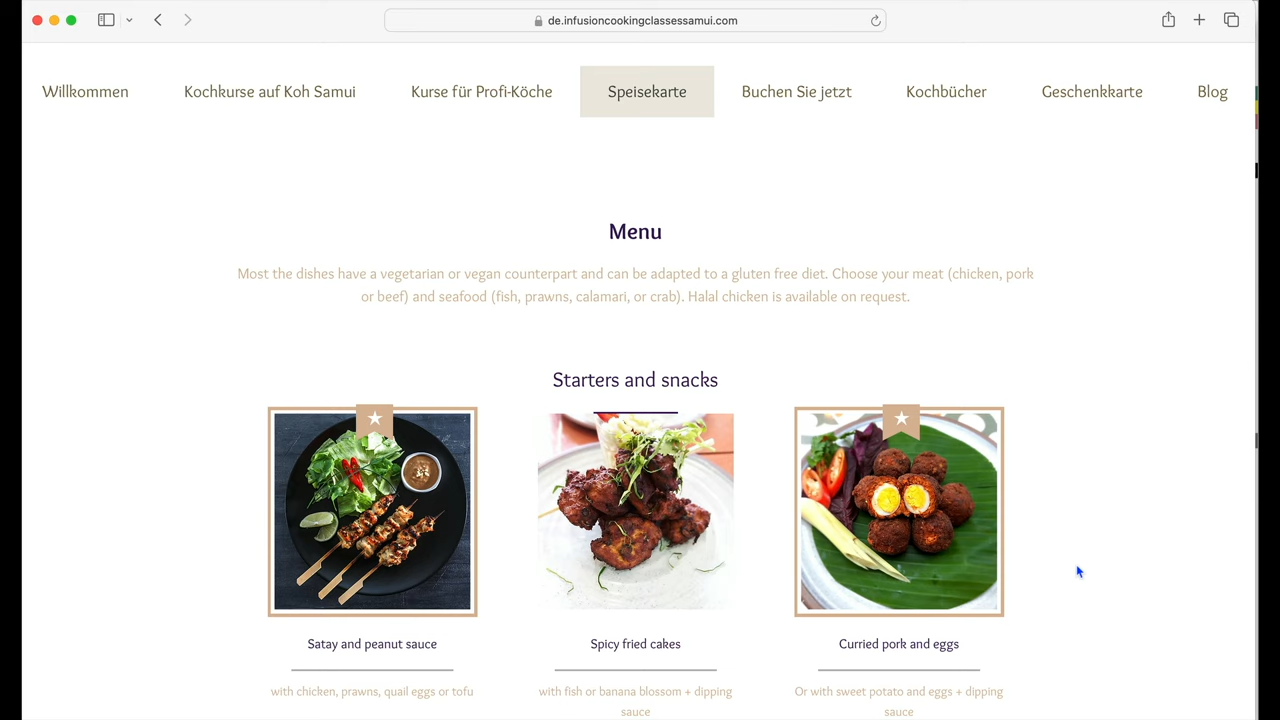 de.infusioncookingclassessamui.com
Willkommen Kochkurse auf Koh Samui Kurse für Profi-Köche Speisekarte Buchen Sie jetzt Kochbücher Geschenkkarte Blog
Menu
Most the dishes have a vegetarian or vegan counterpart and can be adapted to a gluten free diet. Choose your meat (chicken, pork
or beef) and seafood (fish, prawns, calamari, or crab). Halal chicken is available on request.
Starters and snacks
Satay and peanut sauce
with chicken, prawns, quail eggs or tofu
Spicy fried cakes
with fish or banana blossom + dipping
sauce
Curried pork and eggs
Or with sweet potato and eggs + dipping
sauce